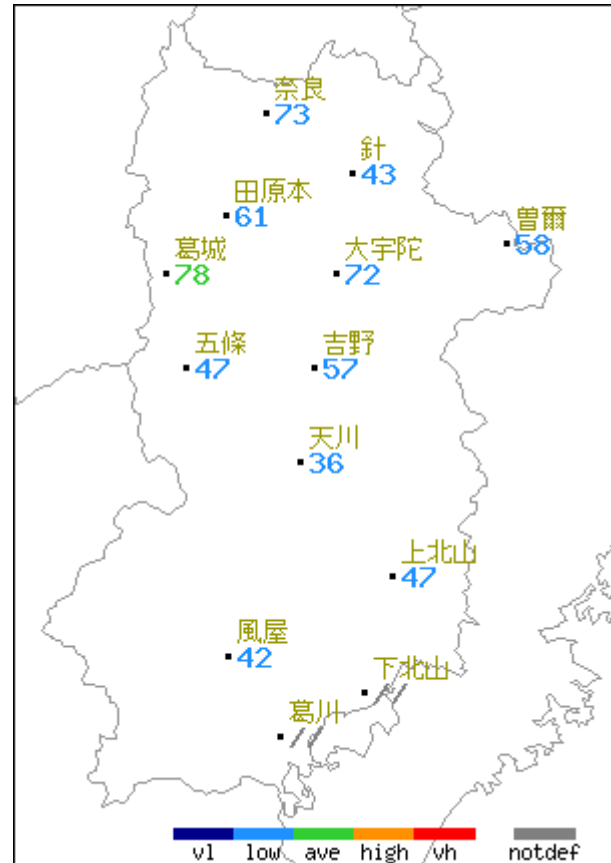 奈良
73
針
43
田原本
61
曽爾
58
葛城
78
大宇陀
72
五條
47
吉野
57
天川
36
上北山
47
風屋
42
下北山
//
葛川
//
vl low ave high vh notdef